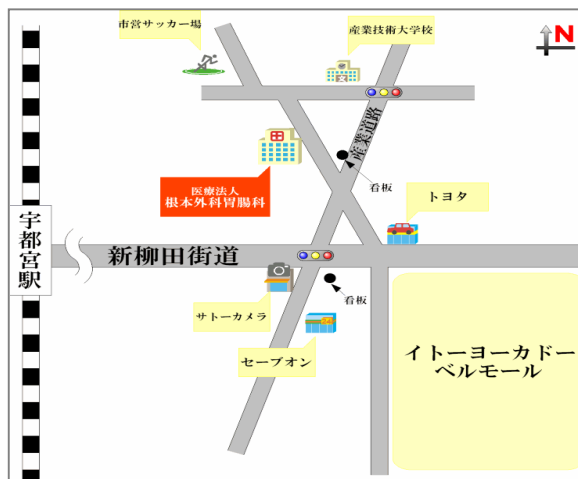 市営サッカー場
産業技術大学校
N
産業道路
看板
医療法人
根本外科胃腸科
トヨタ
宇都宮駅
新柳田街道
看板
サトーカメラ
セーブオン
イトーヨーカドー
ベルモール